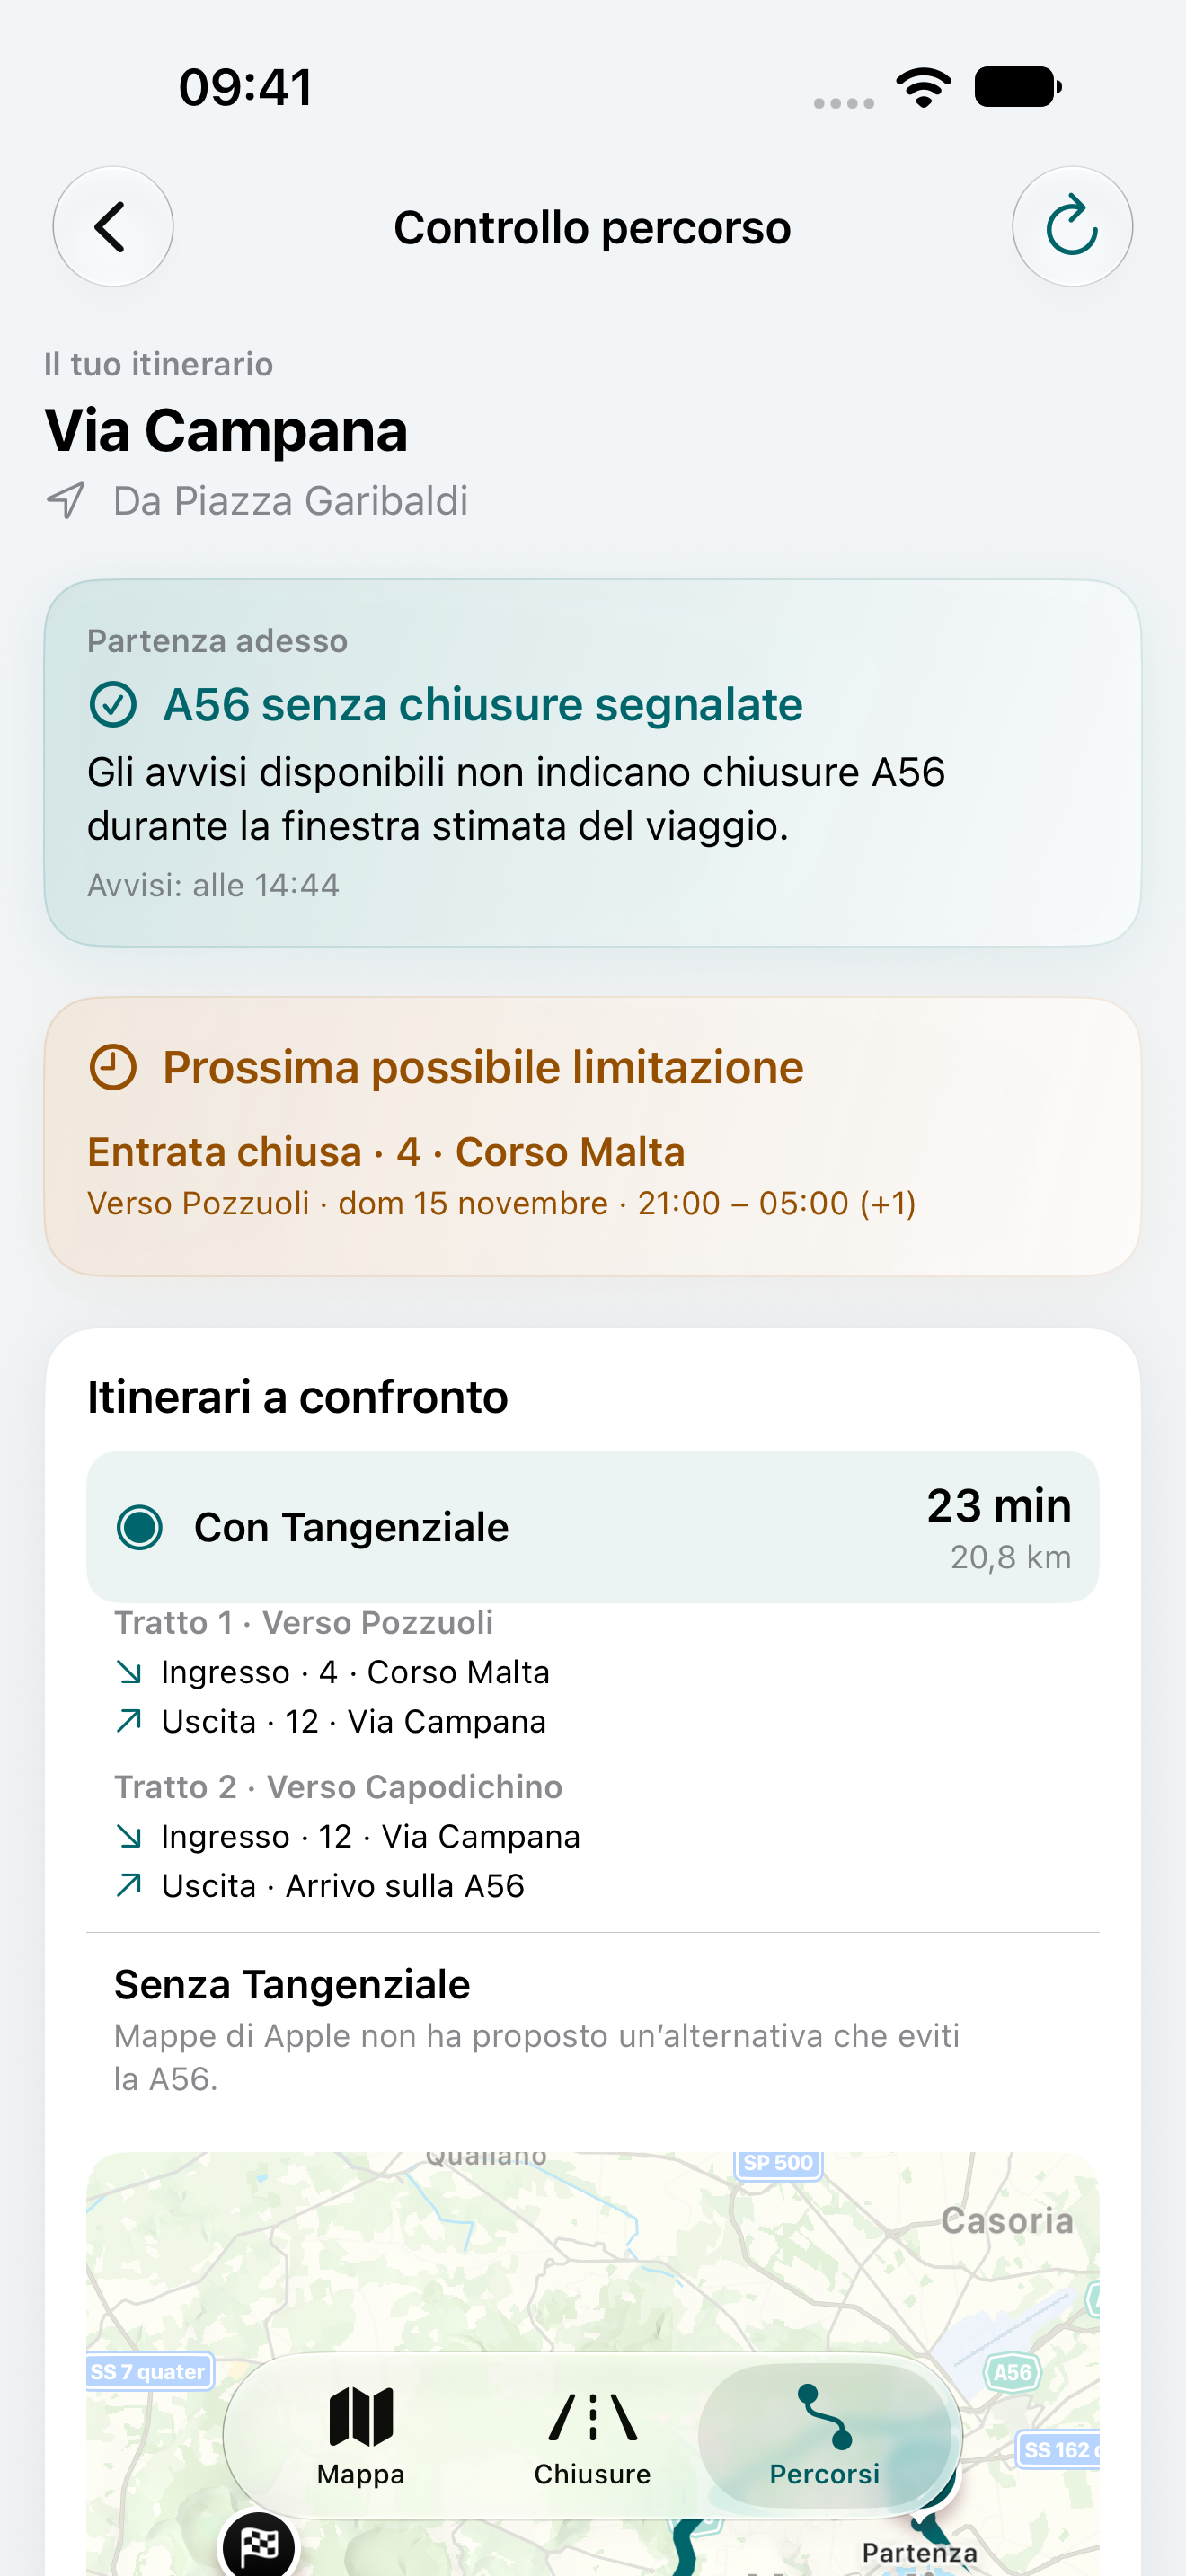 09:41
Controllo percorso
Il tuo itinerario
Via Campana
Da Piazza Garibaldi
Partenza adesso
A56 senza chiusure segnalate
Gli avvisi disponibili non indicano chiusure A56
durante la finestra stimata del viaggio.
Avvisi: alle 14:44
Prossima possibile limitazione
Entrata chiusa · 4 · Corso Malta
Verso Pozzuoli · dom 15 novembre · 21:00 – 05:00 (+1)
Itinerari a confronto
Con Tangenziale
23 min
20,8 km
Tratto 1 · Verso Pozzuoli
Ingresso · 4 · Corso Malta
Uscita · 12 · Via Campana
Tratto 2 · Verso Capodichino
Ingresso · 12 · Via Campana
Uscita · Arrivo sulla A56
Senza Tangenziale
Mappe di Apple non ha proposto un’alternativa che eviti
la A56.
Qualiano
SP 500
Casoria
SS 7 quater
A56
SS 162
Mappa
Chiusure
Percorsi
Partenza